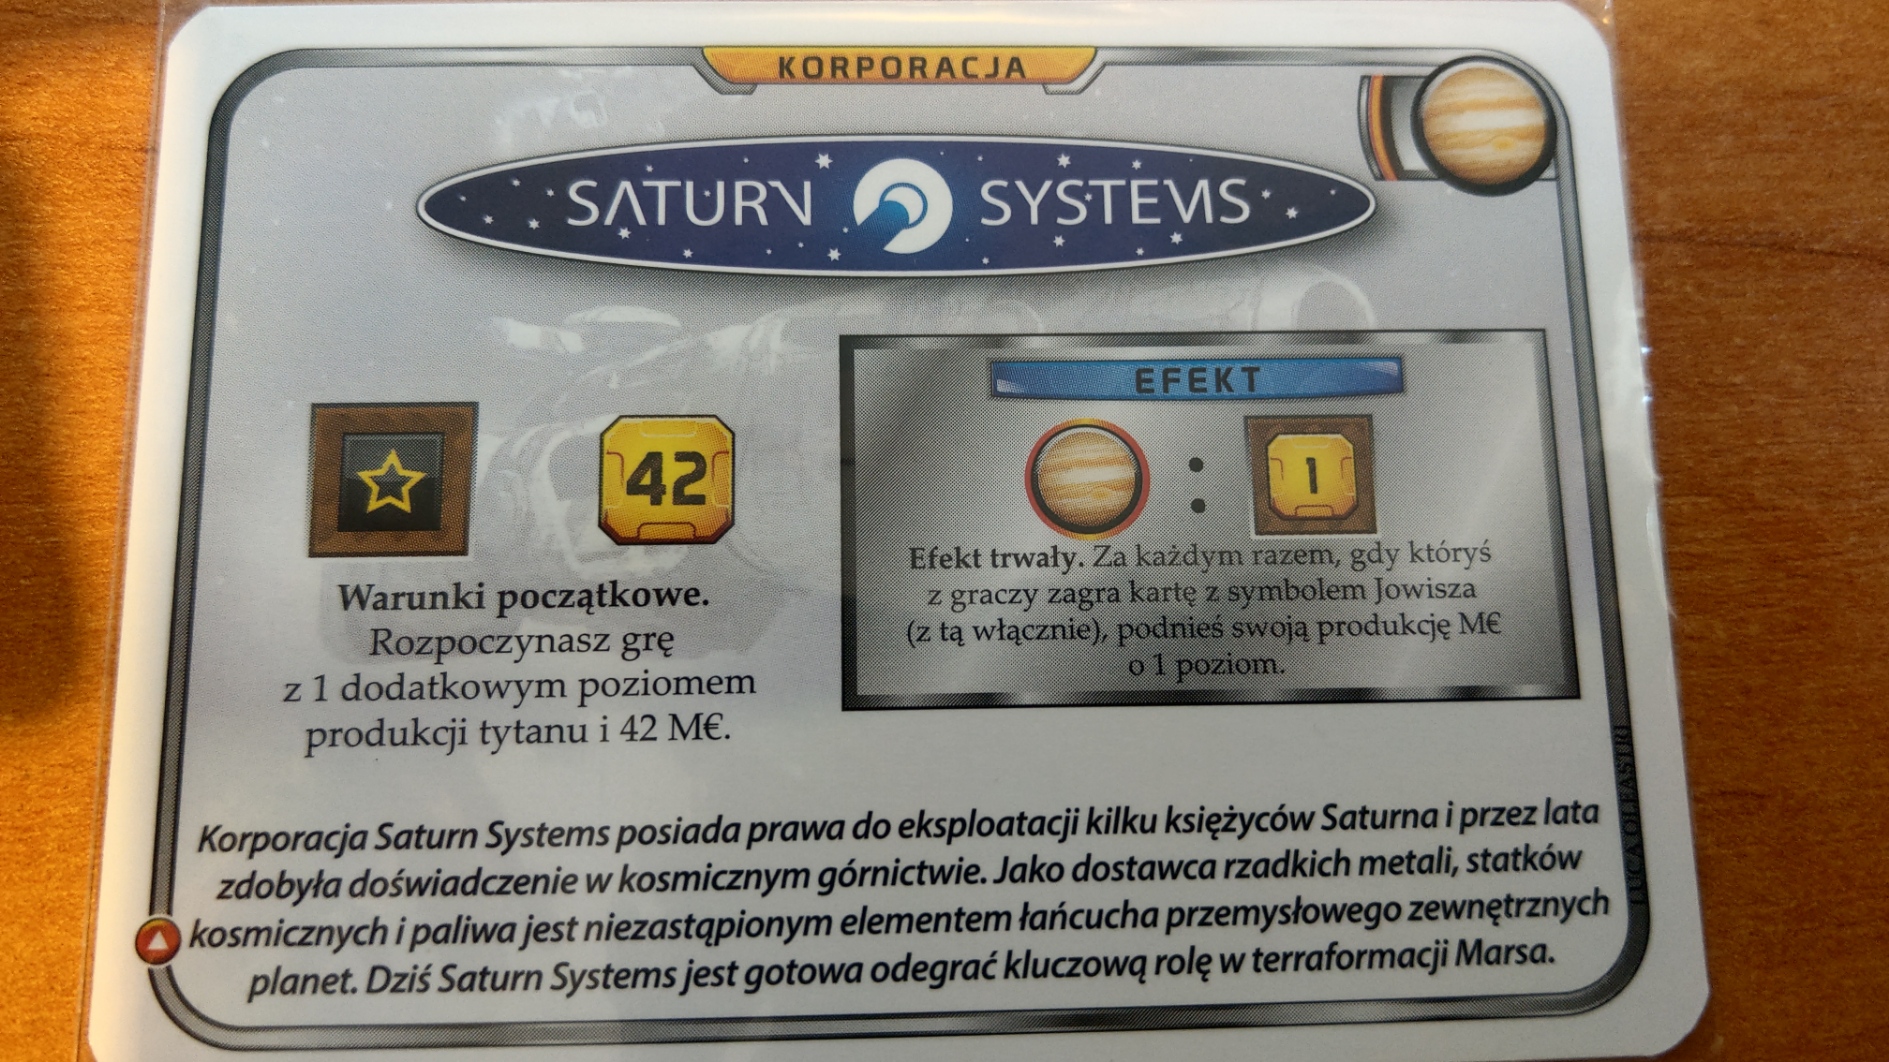 KORPORACJA
SATURN SYSTEMS
EFEKT
42
1
Warunki początkowe.
Rozpoczynasz grę
z 1 dodatkowym poziomem
produkcji tytanu i 42 M€.
Efekt trwały. Za każdym razem, gdy któryś
z graczy zagra kartę z symbolem Jowisza
(z tą włącznie), podnieś swoją produkcję M€
o 1 poziom.
Korporacja Saturn Systems posiada prawa do eksploatacji kilku księżyców Saturna i przez lata
zdobyła doświadczenie w kosmicznym górnictwie. Jako dostawca rzadkich metali, statków
kosmicznych i paliwa jest niezastąpionym elementem łańcucha przemysłowego zewnętrznych
planet. Dziś Saturn Systems jest gotowa odegrać kluczową rolę w terraformacji Marsa.